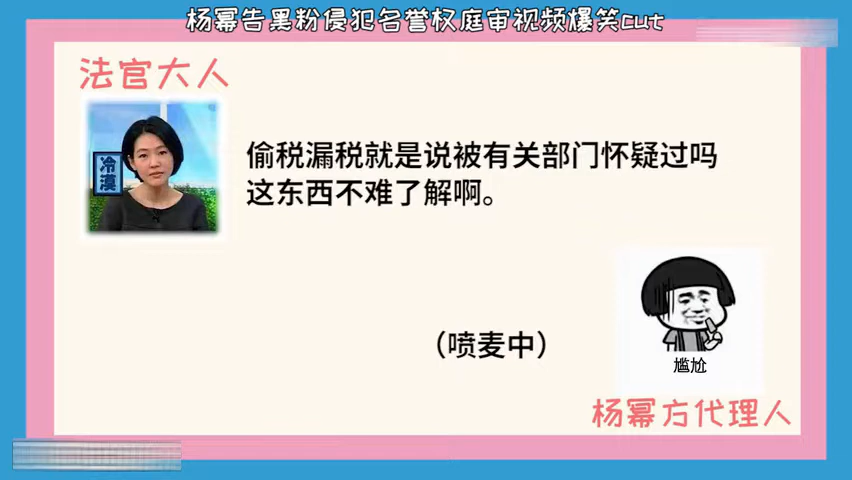 杨幂告黑粉侵犯名誉权庭审视频爆笑cut
法官大人
冷漠
偷税漏税就是说被有关部门怀疑过吗
这东西不难了解啊。
（喷麦中）
尴尬
杨幂方代理人